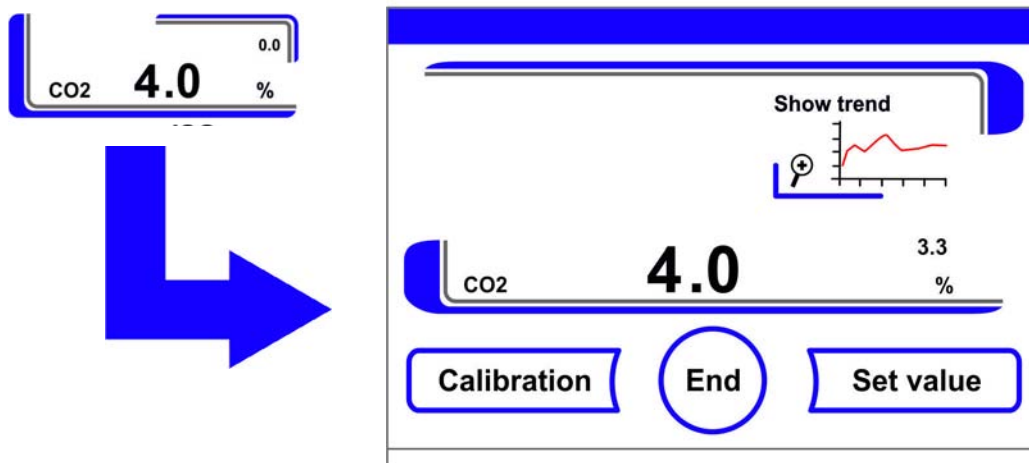 0.0
CO2 4.0 %
Show trend
3.3
CO2 4.0 %
Calibration End Set value